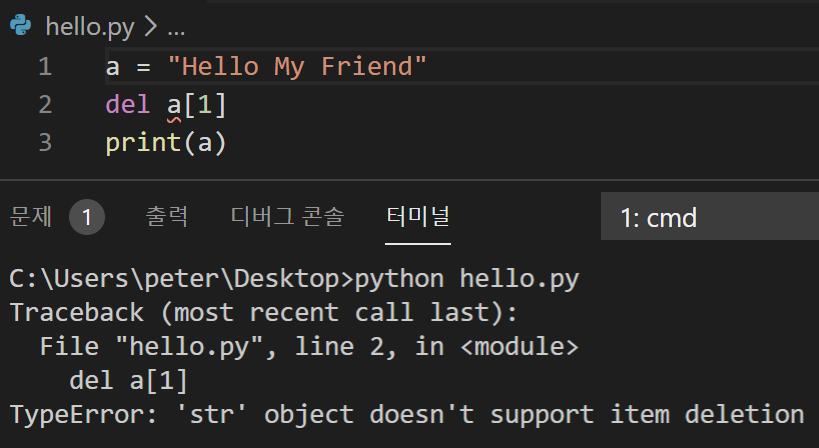 hello.py > ...
1 a = "Hello My Friend"
2 del a[1]
3 print(a)
문제 1 출력 디버그 콘솔 터미널 1: cmd
C:\Users\peter\Desktop>python hello.py
Traceback (most recent call last):
  File "hello.py", line 2, in <module>
    del a[1]
TypeError: 'str' object doesn't support item deletion